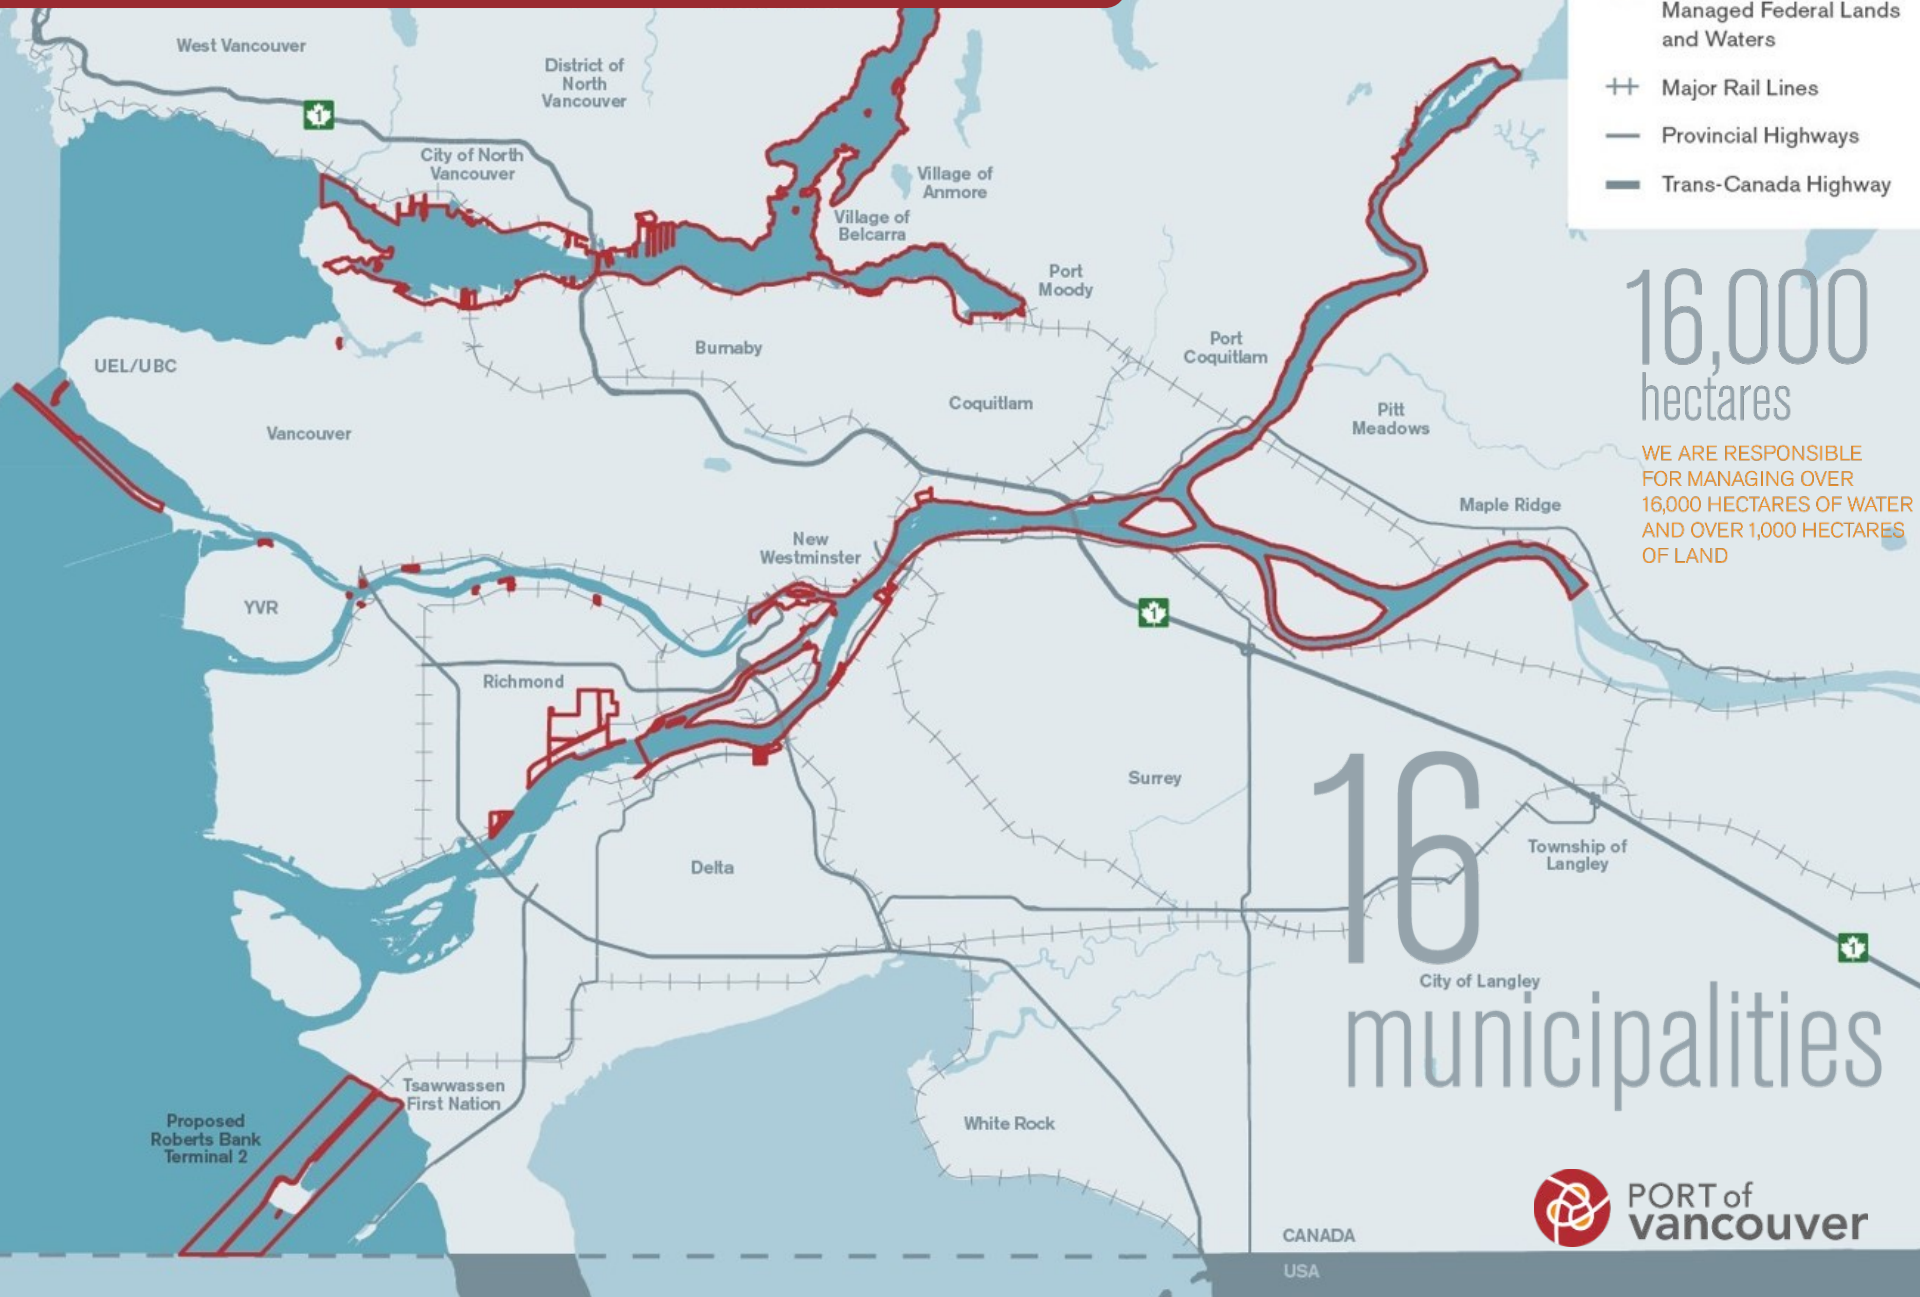 Managed Federal Lands
and Waters
Major Rail Lines
Provincial Highways
Trans-Canada Highway
West Vancouver
District of
North
Vancouver
1
City of North
Vancouver
Village of
Anmore
Village of
Belcarra
Port
Moody
16,000
hectares
WE ARE RESPONSIBLE
FOR MANAGING OVER
16,000 HECTARES OF WATER
AND OVER 1,000 HECTARES
OF LAND
UEL/UBC
Burnaby
Port
Coquitlam
Vancouver
Coquitlam
Pitt
Meadows
Maple Ridge
New
Westminster
YVR
1
Richmond
Surrey
16
municipalities
Delta
Township of
Langley
1
City of Langley
Tsawwassen
First Nation
Proposed
Roberts Bank
Terminal 2
White Rock
PORT of
vancouver
CANADA
USA